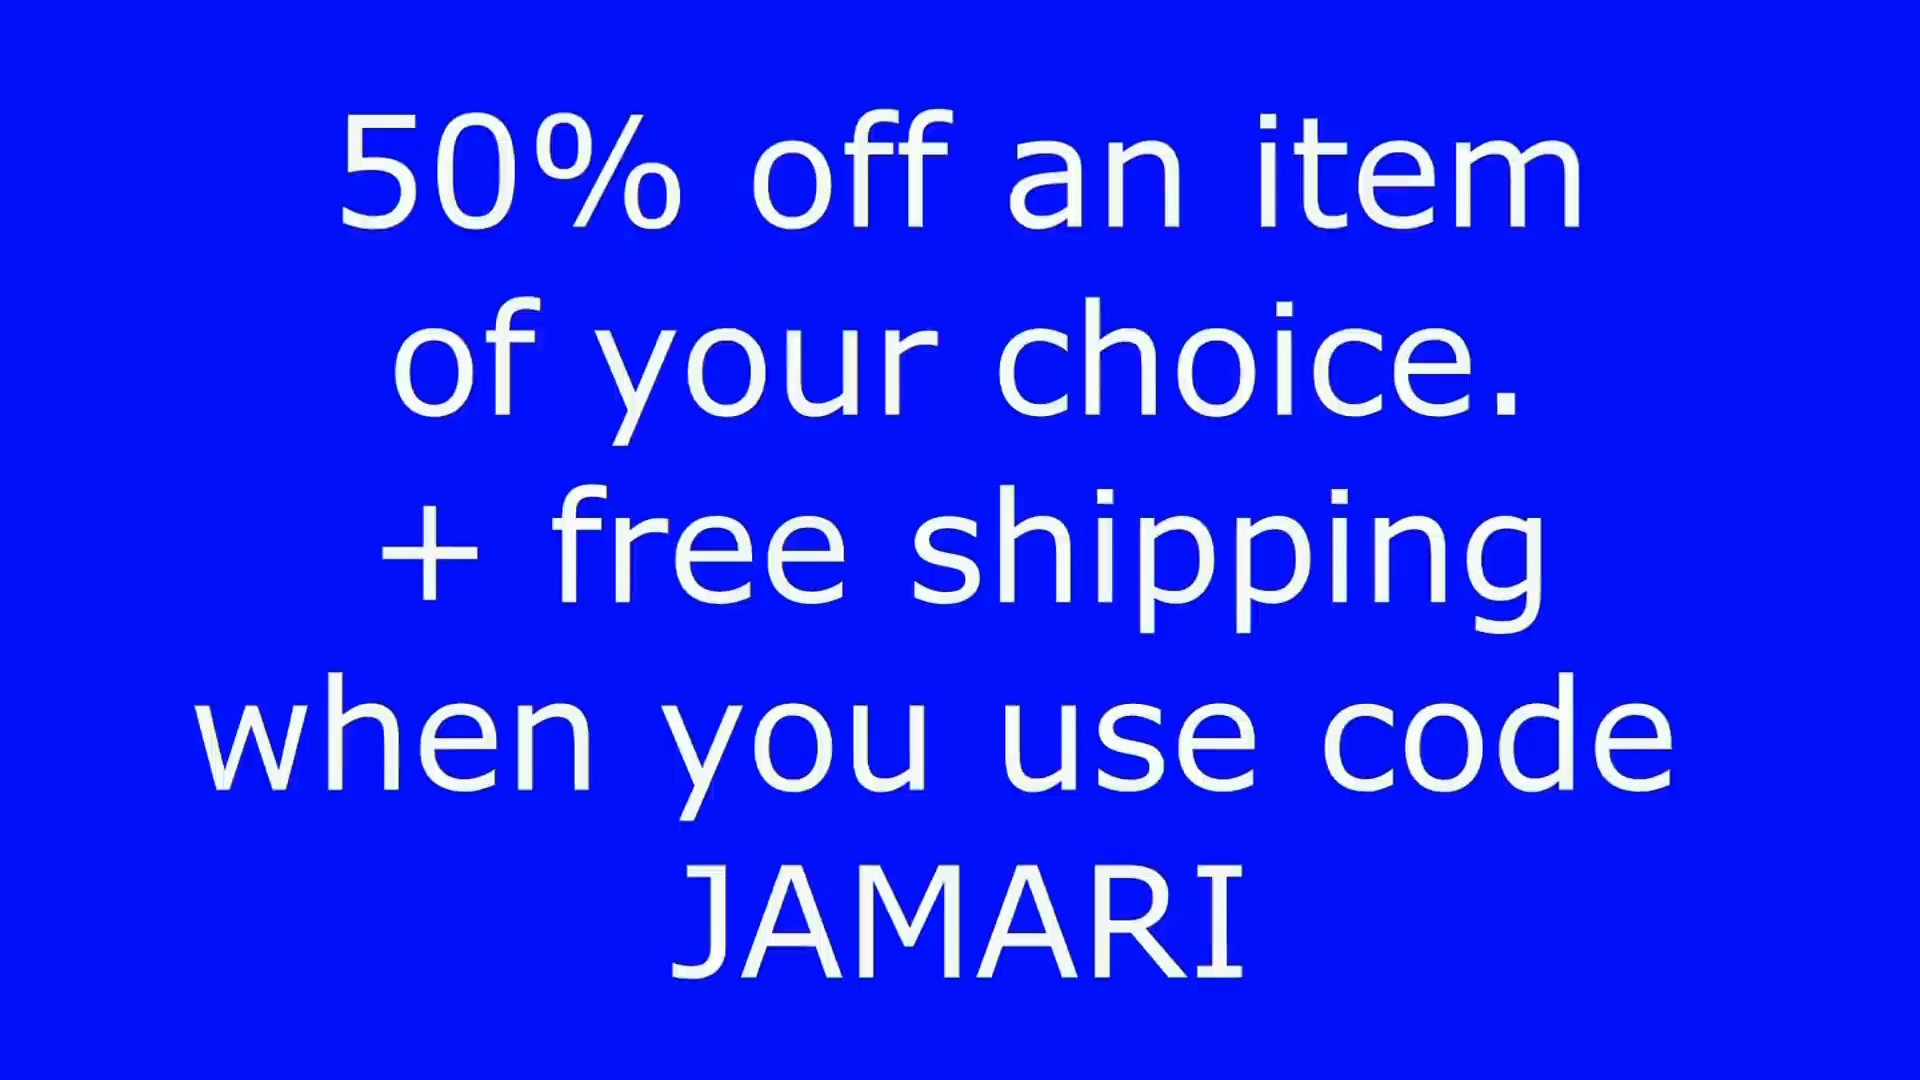 50% off an item
of your choice.
+ free shipping
when you use code
JAMARI